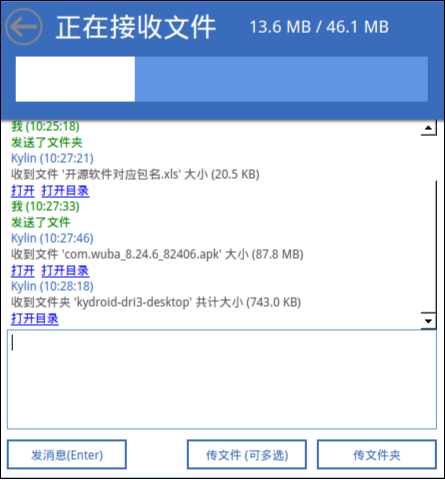 正在接收文件 13.6 MB / 46.1 MB
我 (10:25:18)
发送了文件夹
Kylin (10:27:21)
收到文件 '开源软件对应包名.xls' 大小 (20.5 KB)
打开 打开目录
我 (10:27:33)
发送了文件
Kylin (10:27:46)
收到文件 'com.wuba_8.24.6_82406.apk' 大小 (87.8 MB)
打开 打开目录
Kylin (10:28:18)
收到文件夹 'kydroid-dri3-desktop' 共计大小 (743.0 KB)
打开目录
发消息(Enter) 传文件 (可多选) 传文件夹